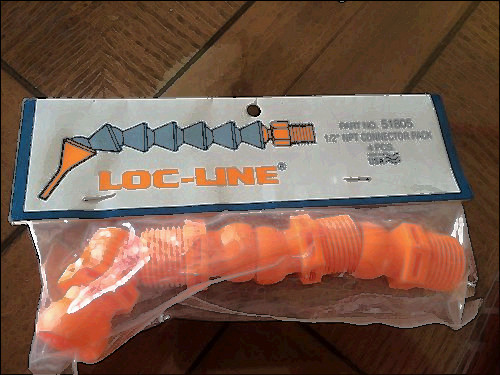 LOC-LINE®
PART NO. 51805
1/2" NPT CONNECTOR PACK
4 PCS.